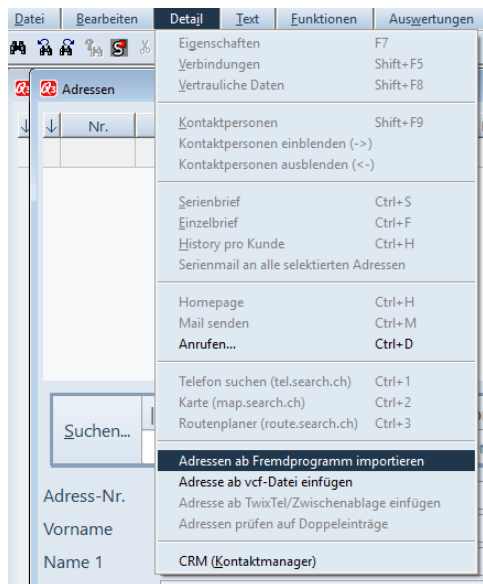 Datei Bearbeiten Detail Text Funktionen Auswertungen
Adressen
Nr.
Eigenschaften F7
Verbindungen Shift+F5
Vertrauliche Daten Shift+F8
Kontaktpersonen Shift+F9
Kontaktpersonen einblenden (->)
Kontaktpersonen ausblenden (<-)
Serienbrief Ctrl+S
Einzelbrief Ctrl+F
History pro Kunde Ctrl+H
Serienmail an alle selektierten Adressen
Homepage Ctrl+H
Mail senden Ctrl+M
Anrufen... Ctrl+D
Telefon suchen (tel.search.ch) Ctrl+1
Karte (map.search.ch) Ctrl+2
Routenplaner (route.search.ch) Ctrl+3
Adressen ab Fremdprogramm importieren
Adresse ab vcf-Datei einfügen
Adresse ab TwixTel/Zwischenablage einfügen
Adressen prüfen auf Doppeleinträge
CRM (Kontaktmanager)
Suchen...
Adress-Nr.
Vorname
Name 1